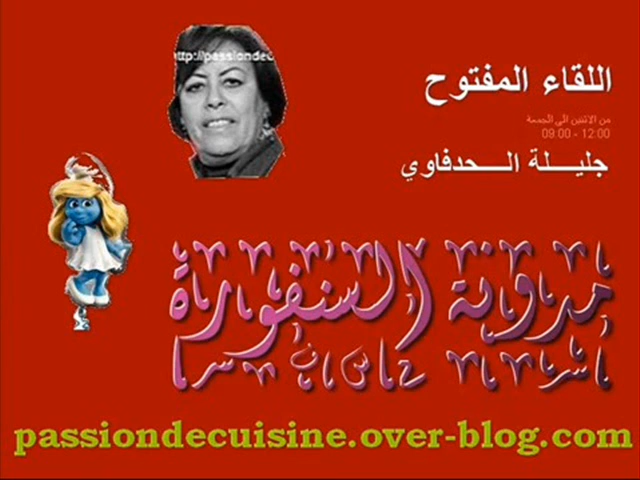 http://passiondecu
اللقاء المفتوح
من الاثنين الى الجمعة
09:00 - 12:00
جليلة الحدفاوي
مدونة السنفورة
passiondecuisine.over-blog.com